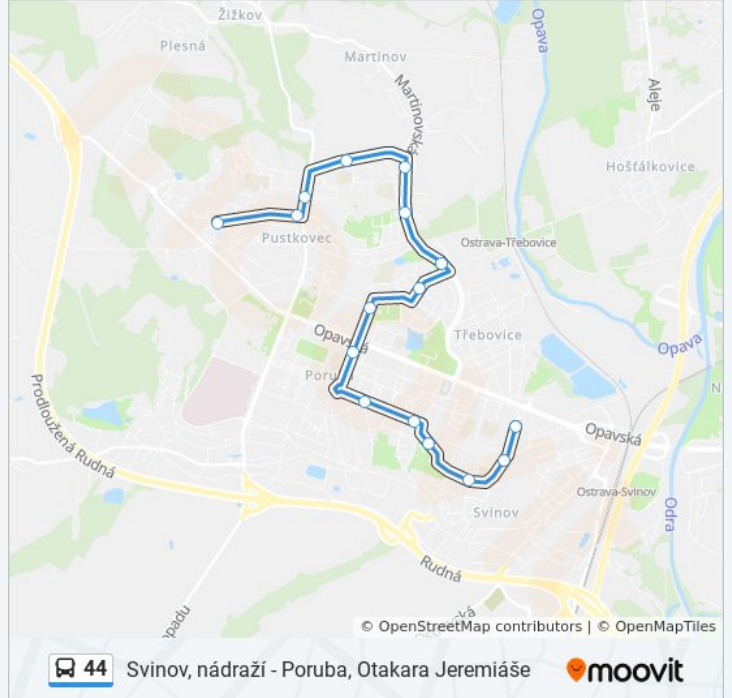 Žižkov
Plesná
Martinov
Opava
Martinovská
Aleje
Hošťálkovice
Pustkovec
Ostrava-Třebovice
Opavská
Třebovice
Opava
Poruba
Prodloužená Rudná
Opavská
Ostrava-Svinov
Svinov
Odra
Rudná
© OpenStreetMap contributors | © OpenMapTiles
44 Svinov, nádraží - Poruba, Otakara Jeremiáše moovit